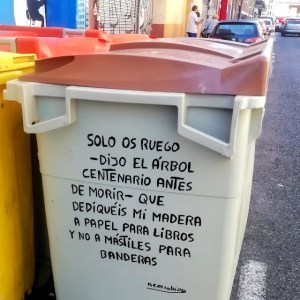 SOLO OS RUEGO
-DIJO EL ÁRBOL
CENTENARIO ANTES
DE MORIR- QUE
DEDIQUÉIS MI MADERA
A PAPEL PARA LIBROS
Y NO A MÁSTILES PARA
BANDERAS